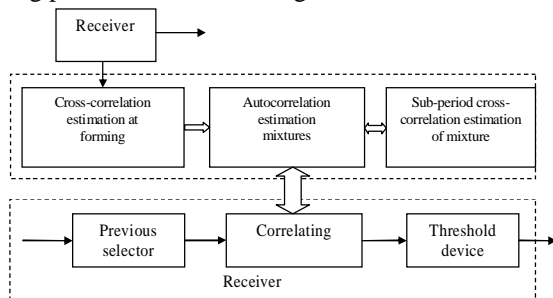 Receiver
Cross-correlation
estimation at
forming
Autocorrelation
estimation
mixtures
Sub-period cross-
correlation estimation
of mixture
Previous
selector
Correlating
Threshold
device
Receiver